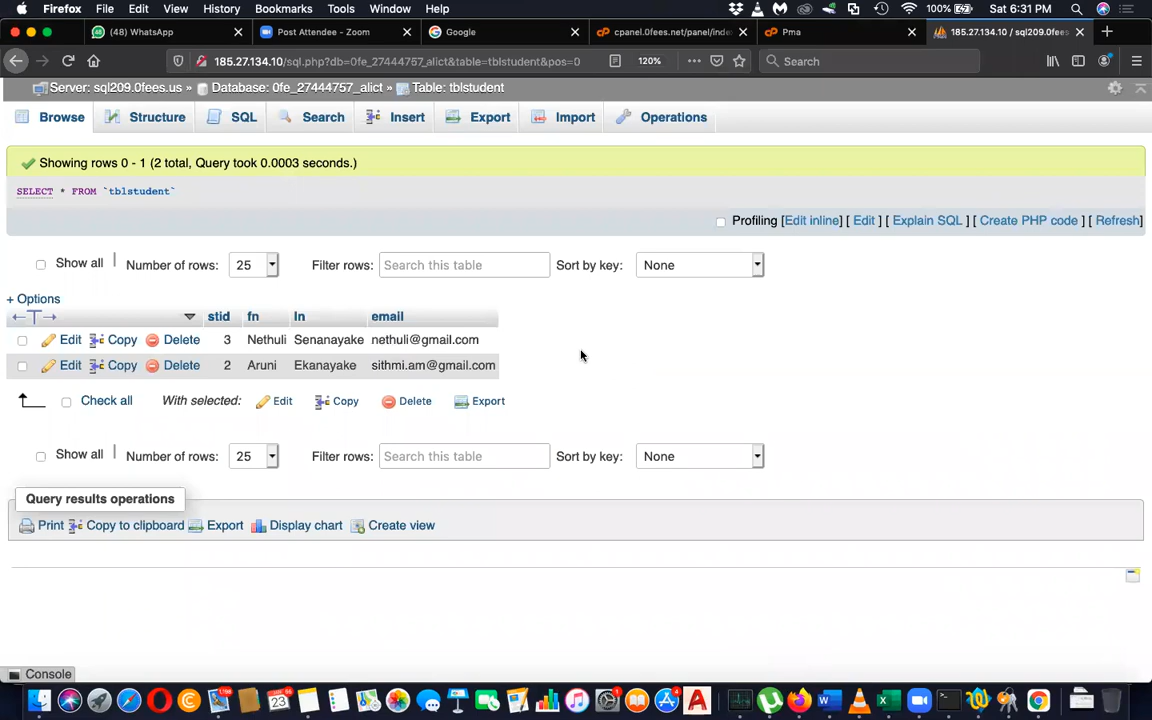 Firefox File Edit View History Bookmarks Tools Window Help 100% Sat 6:31 PM
(48) WhatsApp Post Attendee - Zoom Google cpanel.0fees.net/panel/inde Pma 185.27.134.10 / sql209.0fees
185.27.134.10/sql.php?db=0fe_27444757_alict&table=tblstudent&pos=0 120% Search
Server: sql209.0fees.us » Database: 0fe_27444757_alict » Table: tblstudent
Browse Structure SQL Search Insert Export Import Operations
Showing rows 0 - 1 (2 total, Query took 0.0003 seconds.)
SELECT * FROM `tblstudent`
Profiling [Edit inline] [ Edit ] [ Explain SQL ] [ Create PHP code ] [ Refresh]
Show all Number of rows: 25 Filter rows: Search this table Sort by key: None
+ Options
stid fn ln email
Edit Copy Delete 3 Nethuli Senanayake nethuli@gmail.com
Edit Copy Delete 2 Aruni Ekanayake sithmi.am@gmail.com
Check all With selected: Edit Copy Delete Export
Show all Number of rows: 25 Filter rows: Search this table Sort by key: None
Query results operations
Print Copy to clipboard Export Display chart Create view
Console